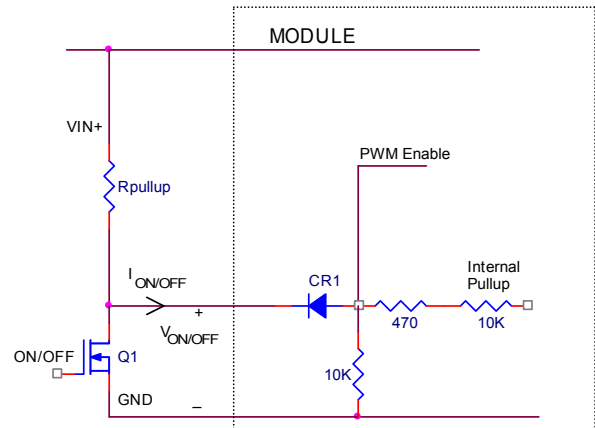 MODULE
VIN+
PWM Enable
Rpullup
I ON/OFF
CR1
Internal
Pullup
+
V ON/OFF
470
10K
ON/OFF
Q1
10K
GND
–